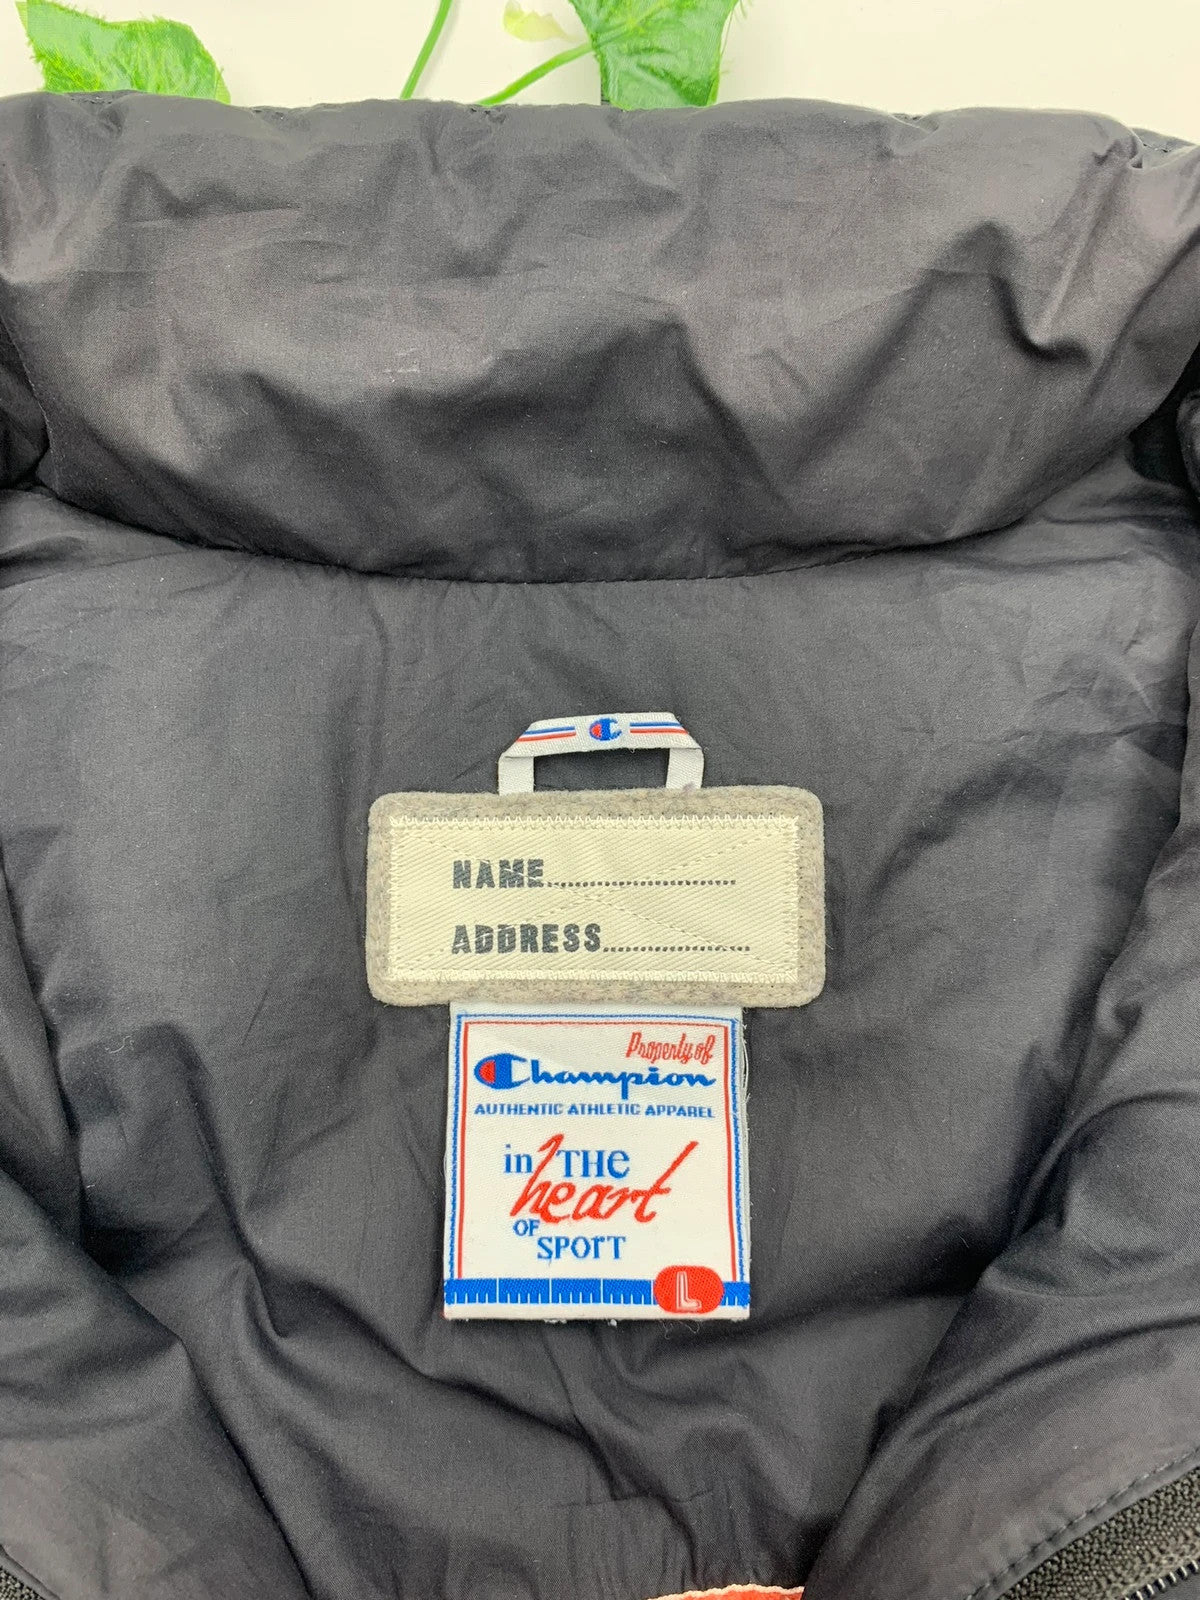 NAME..............................
ADDRESS......................
Property of
Champion
AUTHENTIC ATHLETIC APPAREL
in THE
heart
OF
SPORT
L